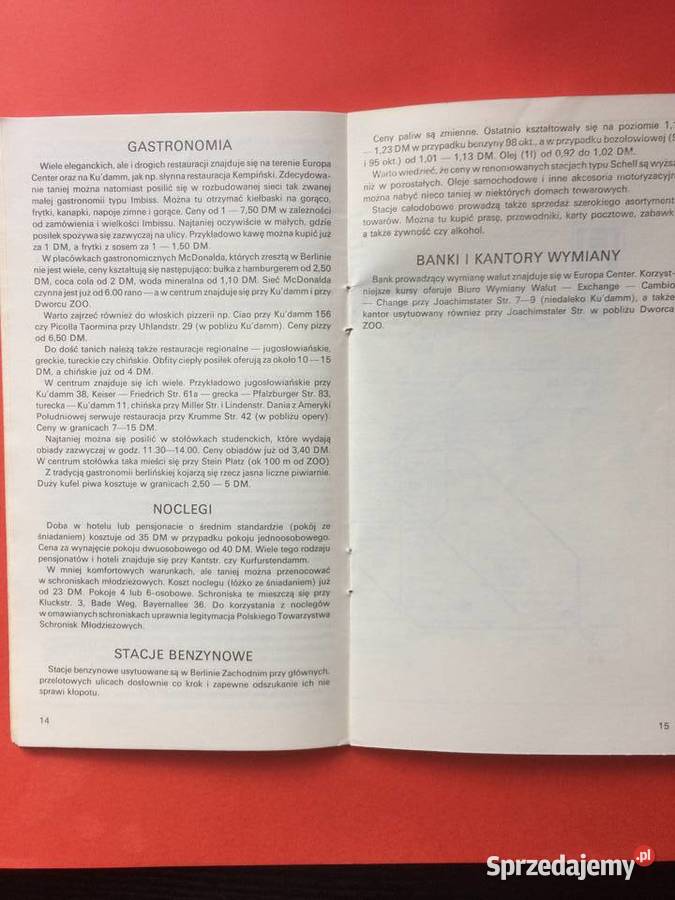 GASTRONOMIA
Wiele eleganckich, ale i drogich restauracji znajduje się na terenie Europa
Center oraz na Ku'damm, jak np. słynna restauracja Kempiński. Zdecydowa-
nie taniej można natomiast posilić się w rozbudowanej sieci tak zwanej
małej gastronomii typu Imbiss. Można tu otrzymać kiełbaski na gorąco,
frytki, kanapki, napoje zimne i gorące. Ceny od 1 — 7,50 DM w zależności
od zamówienia i wielkości Imbissu. Najtaniej oczywiście w małych, gdzie
posiłek spożywa się zazwyczaj na ulicy. Przykładowo kawę można kupić już
za 1 DM, a frytki z sosem za 1 — 1,50 DM.
W placówkach gastronomicznych McDonalda, których zresztą w Berlinie
nie jest wiele, ceny kształtują się następująco: bułka z hamburgerem od 2,50
DM, coca cola od 2 DM, woda mineralna od 1,10 DM. Sieć McDonalda
czynna jest już od 6.00 rano — a w centrum znajduje się przy Ku'damm i przy
Dworcu ZOO.
Warto zajrzeć również do włoskich pizzerii np. Ciao przy Ku'damm 156
czy Picolla Taormina przy Uhlandstr. 29 (w pobliżu Ku'damm). Ceny pizzy
od 6,50 DM.
Do dość tanich należą także restauracje regionalne — jugosłowiańskie,
greckie, tureckie czy chińskie. Obfity ciepły posiłek oferują za około 10 — 15
DM, a chińskie już od 4 DM.
W centrum znajduje się ich wiele. Przykładowo jugosłowiańskie przy
Ku'damm 38, Keiser — Friedrich Str. 61a — grecka — Pfalzburger Str. 83,
turecka — Ku'damm 11, chińska przy Miller Str. i Lindenstr. Dania z Ameryki
Południowej serwuje restauracja przy Krumme Str. 42 (w pobliżu opery).
Ceny w granicach 7—15 DM.
Najtaniej można się posilić w stołówkach studenckich, które wydają
obiady zazwyczaj w godz. 11.30—14.00. Ceny obiadów już od 3,40 DM.
W centrum stołówka taka mieści się przy Stein Platz (ok 100 m od ZOO)
Z tradycją gastronomii berlińskiej kojarzą się rzecz jasna liczne piwiarnie.
Duży kufel piwa kosztuje w granicach 2,50 — 5 DM.
NOCLEGI
Doba w hotelu lub pensjonacie o średnim standardzie (pokój ze
śniadaniem) kosztuje od 35 DM w przypadku pokoju jednoosobowego.
Cena za wynajęcie pokoju dwuosobowego od 40 DM. Wiele tego rodzaju
pensjonatów i hoteli znajduje się przy Kantstr. czy Kurfurstendamm.
W mniej komfortowych warunkach, ale taniej można przenocować
w schroniskach młodzieżowych. Koszt noclegu (łóżko ze śniadaniem) już
od 23 DM. Pokoje 4 lub 6-osobowe. Schroniska te mieszczą się przy
Kluckstr. 3, Bade Weg, Bayernallee 36. Do korzystania z noclegów
w omawianych schroniskach uprawnia legitymacja Polskiego Towarzystwa
Schronisk Młodzieżowych.
STACJE BENZYNOWE
Stacje benzynowe usytuowane są w Berlinie Zachodnim przy głównych,
przelotowych ulicach dosłownie co krok i zapewne odszukanie ich nie
sprawi kłopotu.
14
Ceny paliw są zmienne. Ostatnio kształtowały się na poziomie
— 1,23 DM w przypadku benzyny 98 okt., a w przypadku bezołowiowej
i 95 okt.) od 1,01 — 1,13 DM. Olej (1l) od 0,92 do 1,02 DM.
Warto wiedzieć, że ceny w renomowanych stacjach typu Schell są wyższe
niż w pozostałych. Oleje samochodowe i inne akcesoria motoryzacyjn
można nabyć nieco taniej w niektórych domach towarowych.
Stacje całodobowe prowadzą także sprzedaż szerokiego asortyment
towarów. Można tu kupić prasę, przewodniki, karty pocztowe, zabawk
a także żywność czy alkohol.
BANKI I KANTORY WYMIANY
Bank prowadzący wymianę walut znajduje się w Europa Center. Korzyst-
niejsze kursy oferuje Biuro Wymiany Walut — Exchange — Cambio
— Change przy Joachimstaler Str. 7—9 (niedaleko Ku'damm), a także
kantor usytuowany również przy Joachimstaler Str. w pobliżu Dworca
ZOO.
15
Sprzedajemy.pl